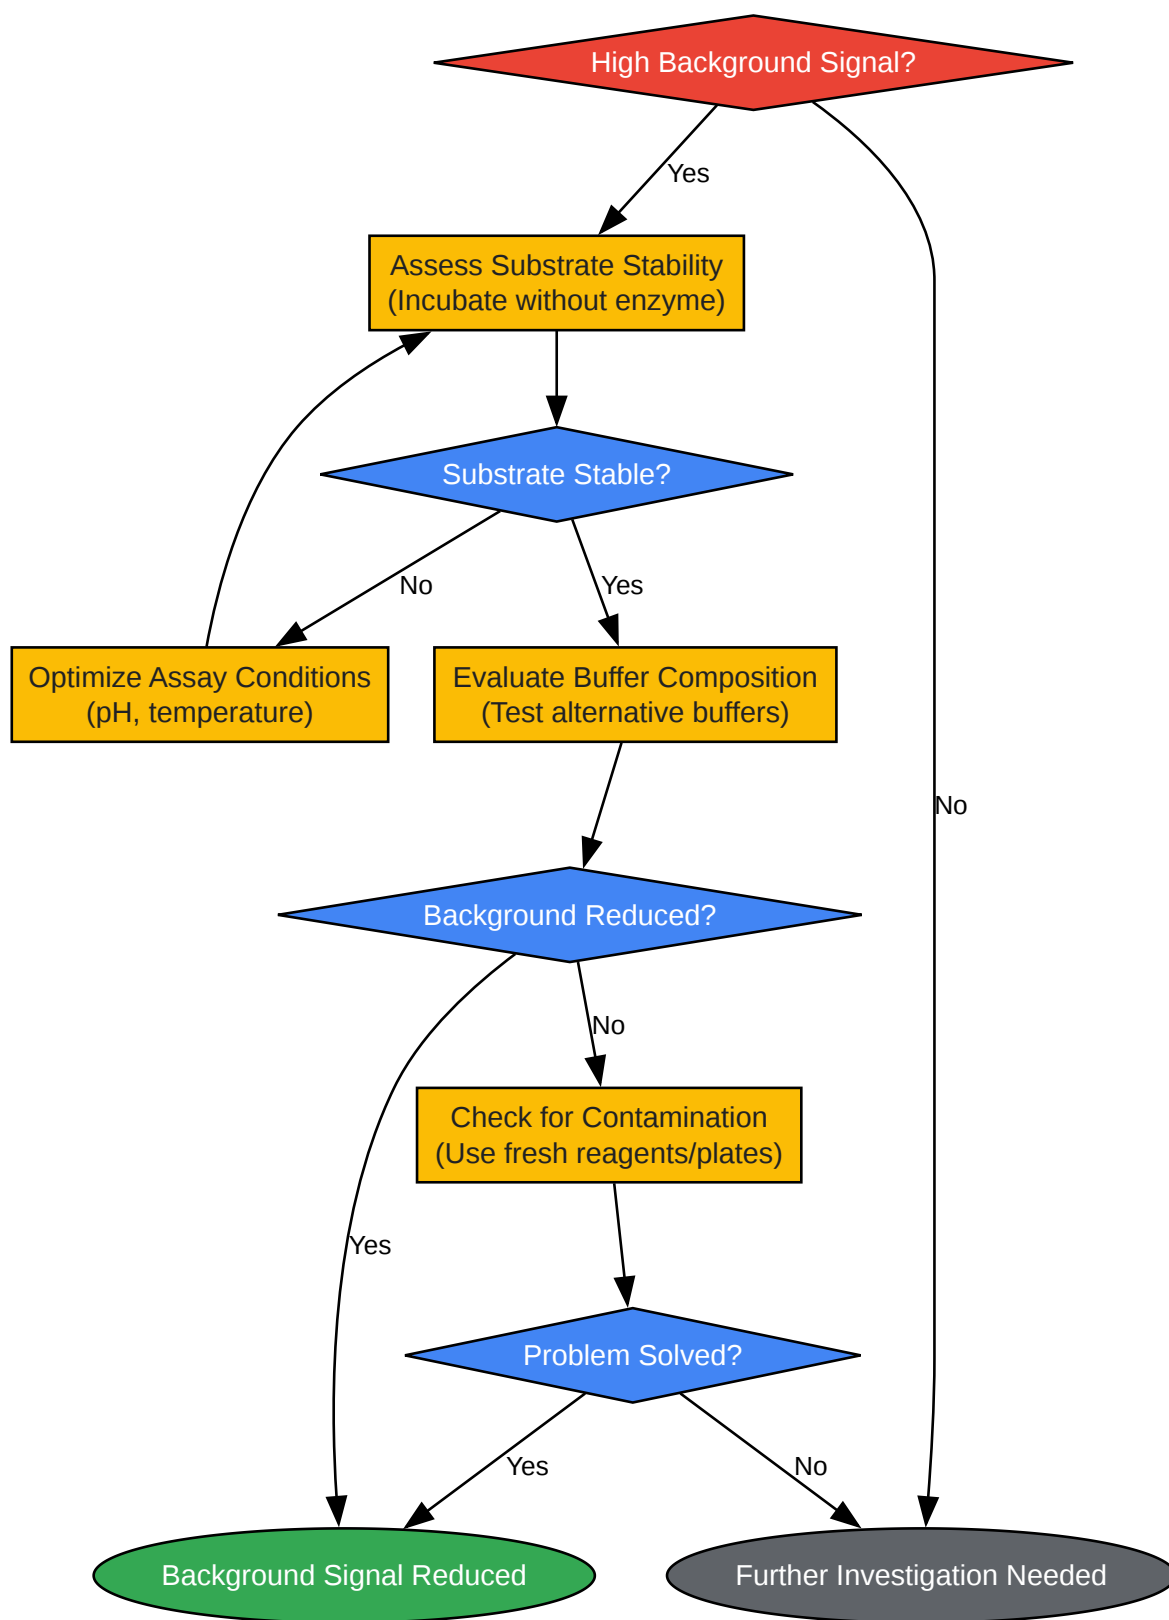 High Background Signal?
Yes
Assess Substrate Stability
(Incubate without enzyme)
Substrate Stable?
No
Yes
Optimize Assay Conditions
(pH, temperature)
Evaluate Buffer Composition
(Test alternative buffers)
No
Background Reduced?
No
Check for Contamination
(Use fresh reagents/plates)
Yes
Problem Solved?
Yes
No
Background Signal Reduced
Further Investigation Needed